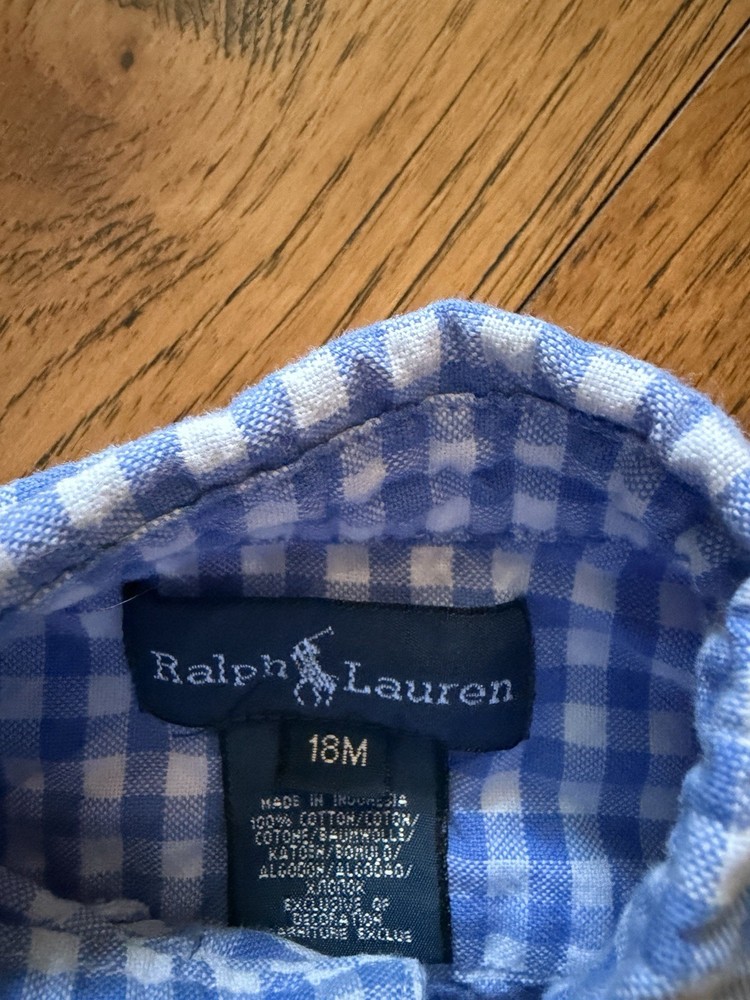 Ralph Lauren
18M
MADE IN INDONESIA
100% COTTON/COTON/
COTONE/BAUMWOLLE/
KATOEN/BOMULD/
ALGODON/ALGODAO/
ХЛОПОК
EXCLUSIVE OF
DECORATION
GARNITURE EXCLUE